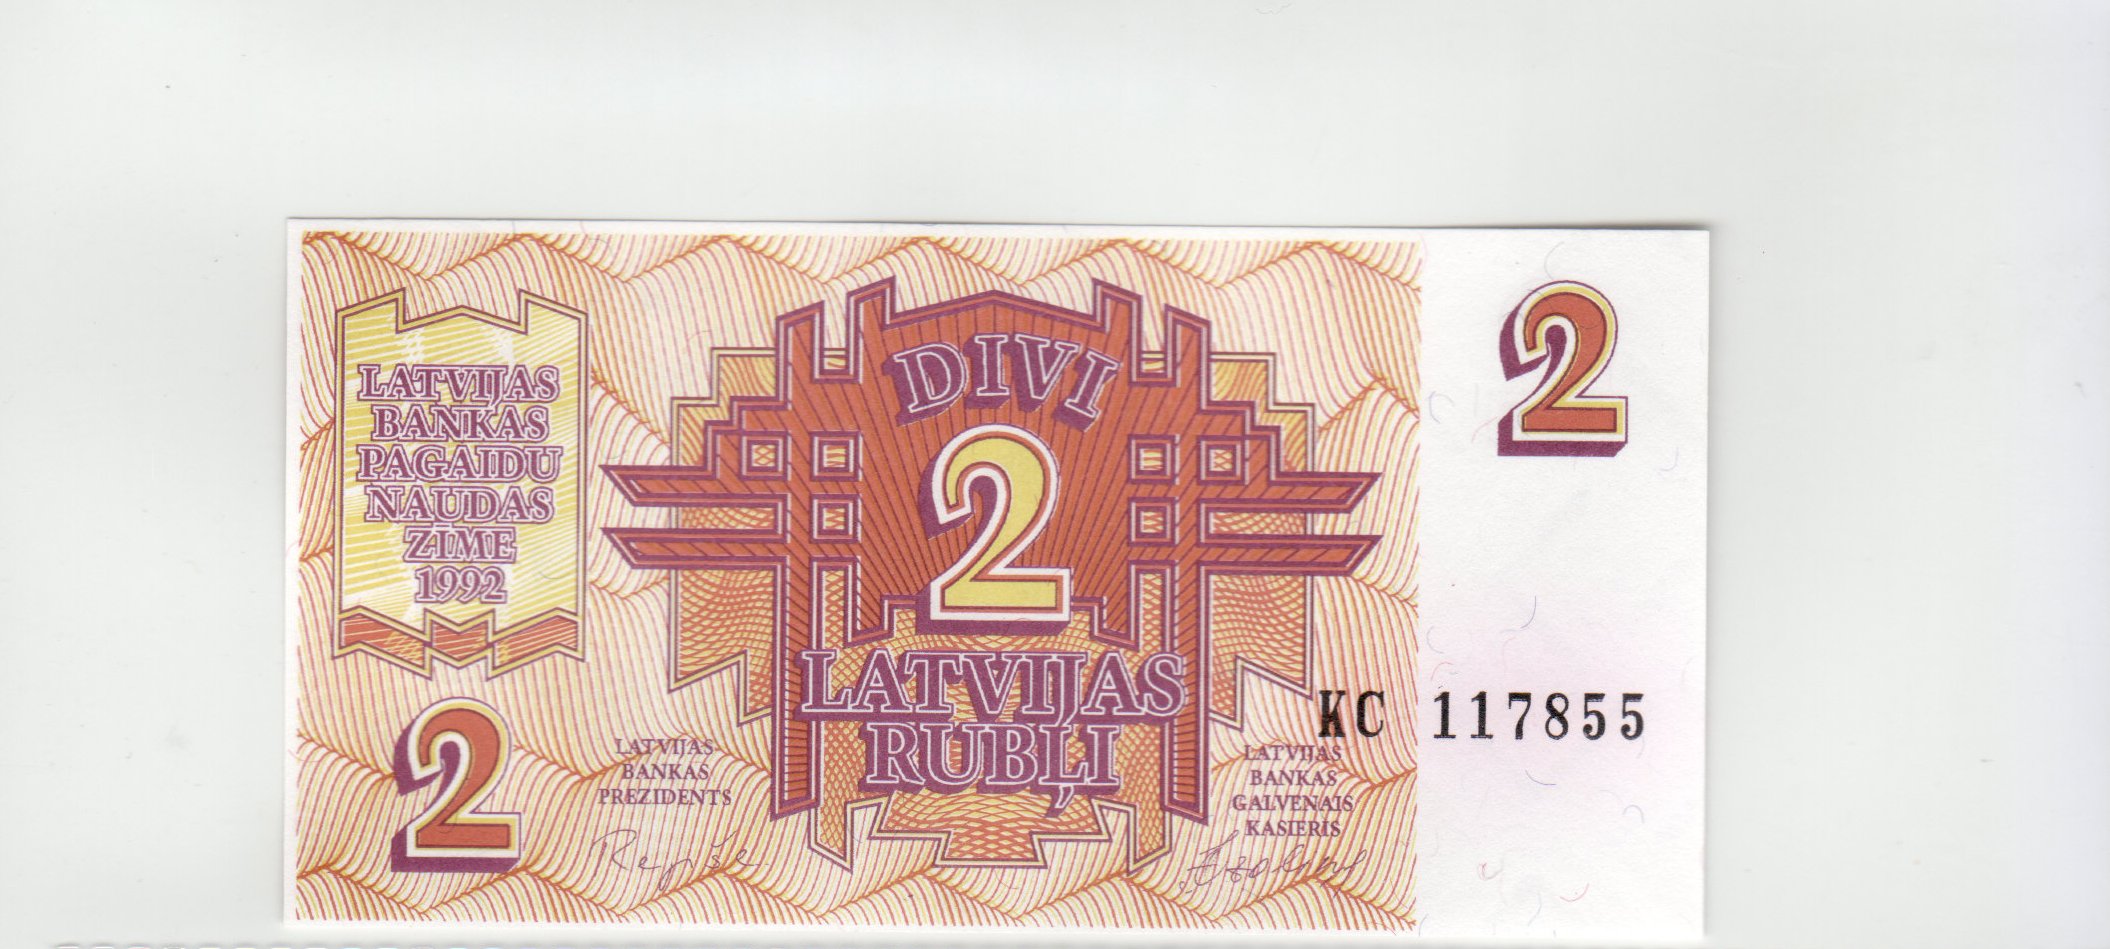 LATVIJAS
BANKAS
PAGAIDU
NAUDAS
ZĪME
1992
DIVI
2
LATVIJAS
RUBĻI
2
KC 117855
2
LATVIJAS
BANKAS
PREZIDENTS
LATVIJAS
BANKAS
GALVENAIS
KASIERIS